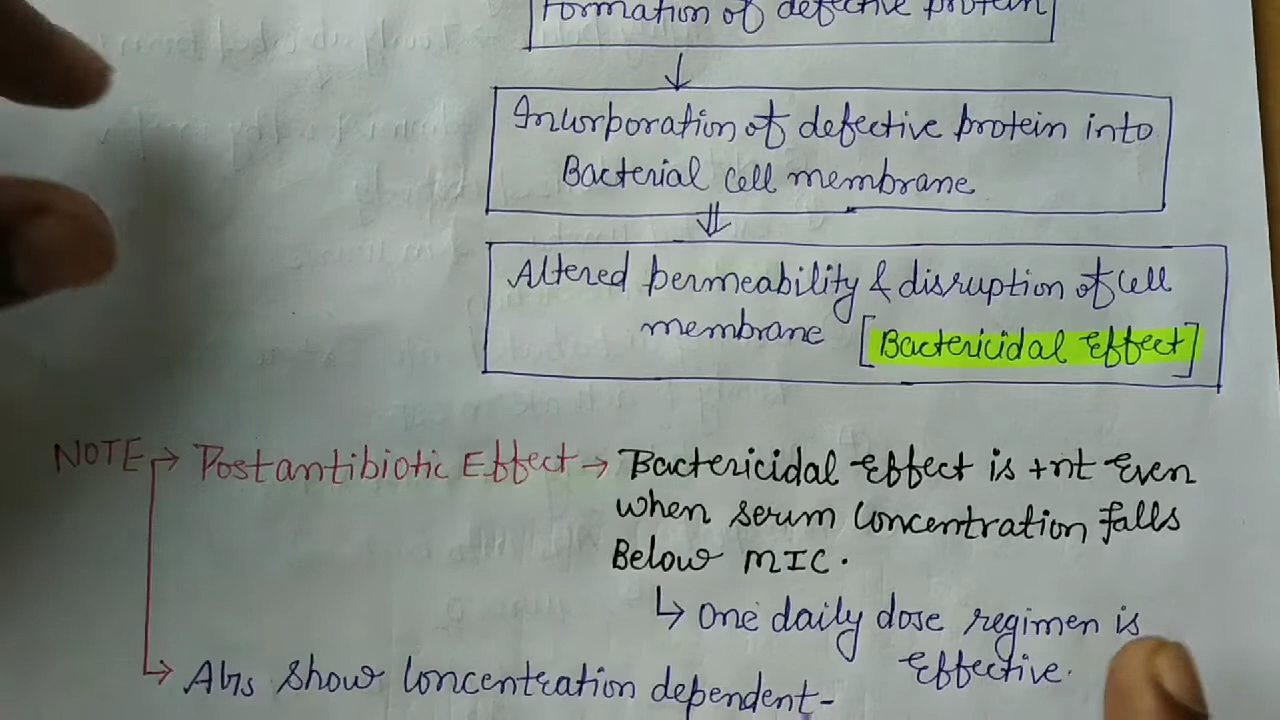 Formation of defective protein
↓
Incorporation of defective protein into
Bacterial cell membrane
⇓
Altered permeability & disruption of cell
membrane [Bactericidal Effect]
NOTE → Postantibiotic Effect → Bactericidal effect is +nt Even
when serum concentration falls
Below MIC.
↳ One daily dose regimen is
Effective.
↳ AGs show concentration dependent-